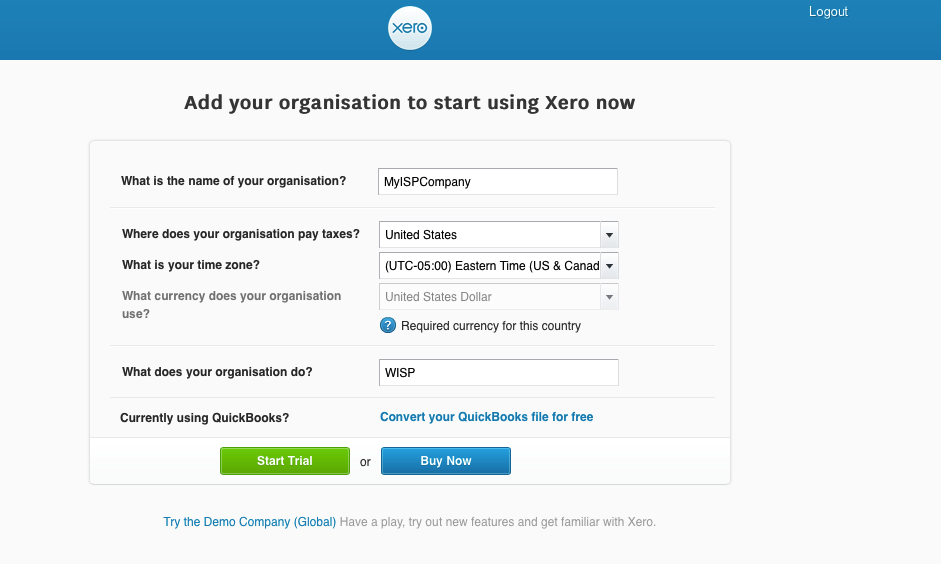 xero
Logout
Add your organisation to start using Xero now
What is the name of your organisation? MyISPCompany
Where does your organisation pay taxes? United States
What is your time zone? (UTC-05:00) Eastern Time (US & Canad
What currency does your organisation United States Dollar
use?
? Required currency for this country
What does your organisation do? WISP
Currently using QuickBooks? Convert your QuickBooks file for free
Start Trial or Buy Now
Try the Demo Company (Global) Have a play, try out new features and get familiar with Xero.